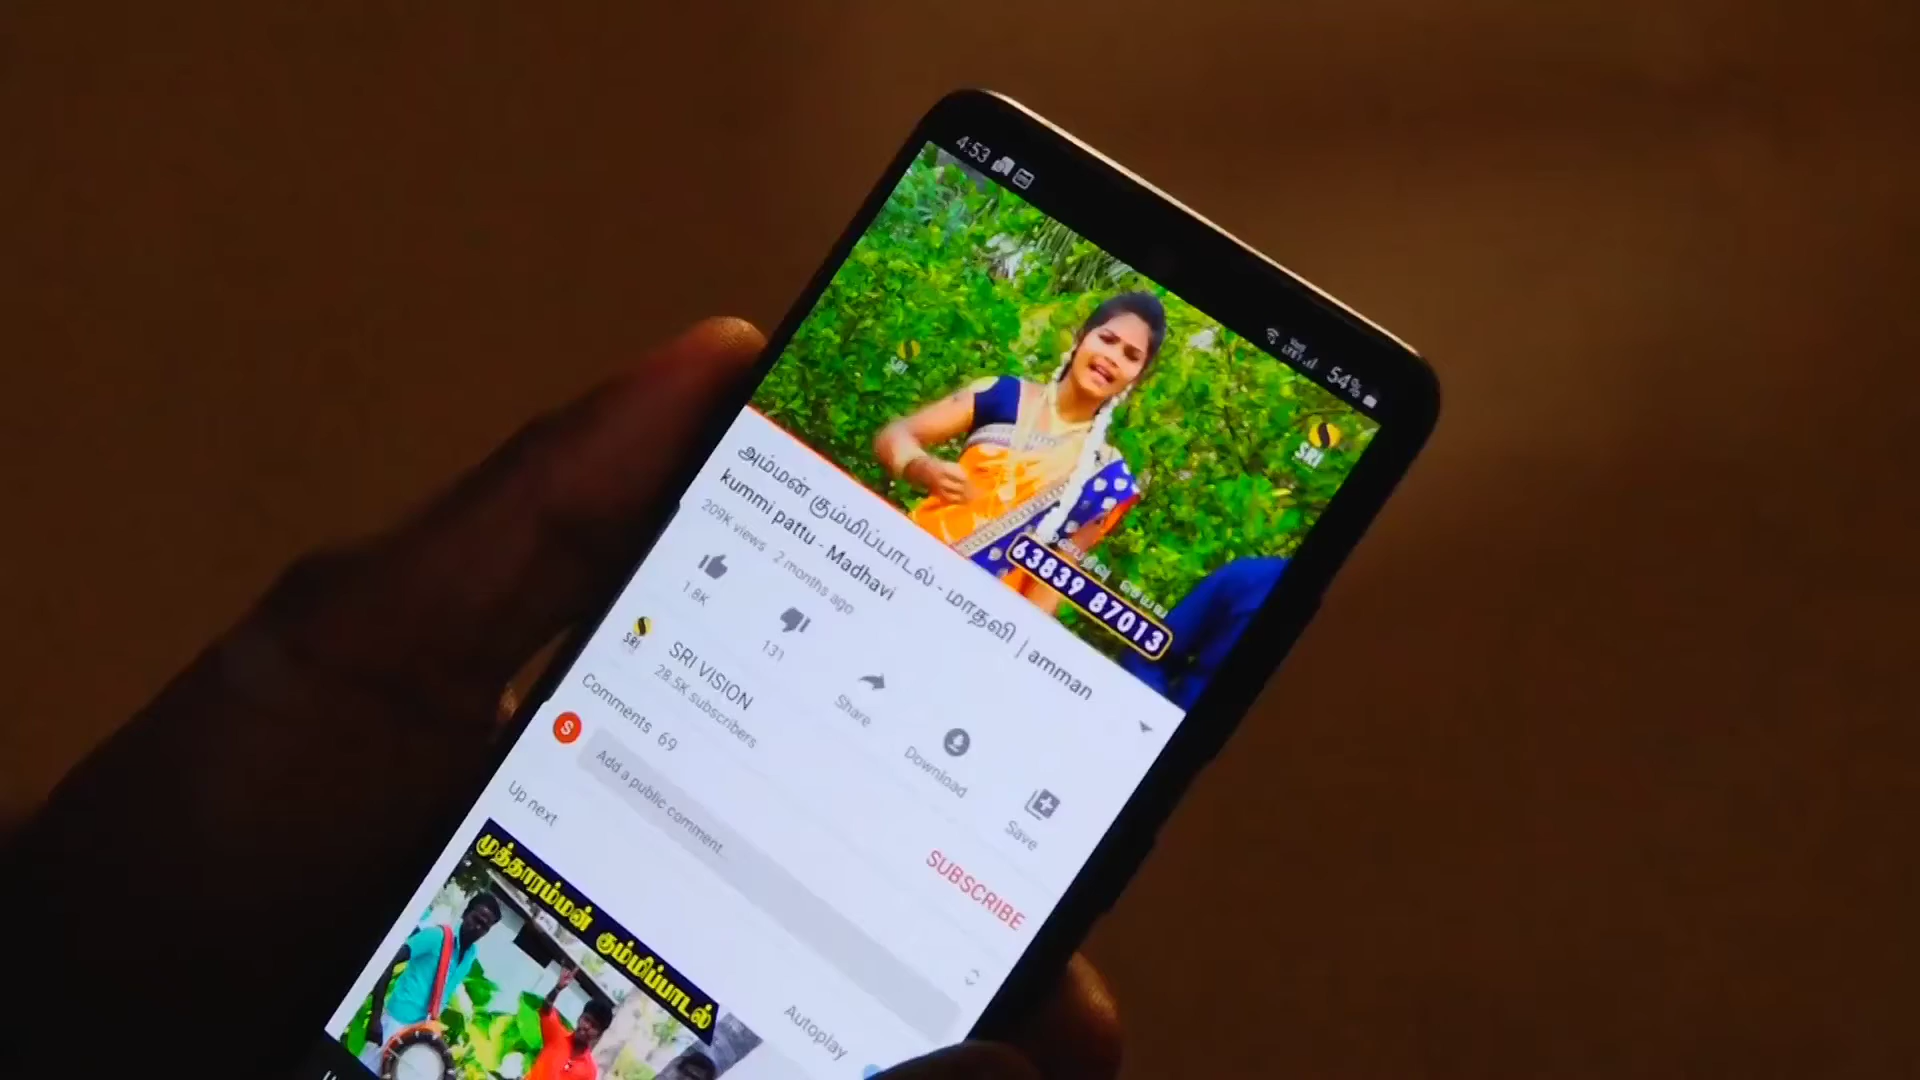 4:53
54%
SRI
SRI
63839 87013
அம்மன் கும்மிப்பாடல் - மாதவி | amman
kummi pattu - Madhavi
209K views · 2 months ago
1.8K
131
Share
Download
Save
SRI
SRI VISION
28.5K subscribers
SUBSCRIBE
Comments 69
S
Add a public comment...
Up next
Autoplay
முத்தாரம்மன் கும்மிப்பாடல்